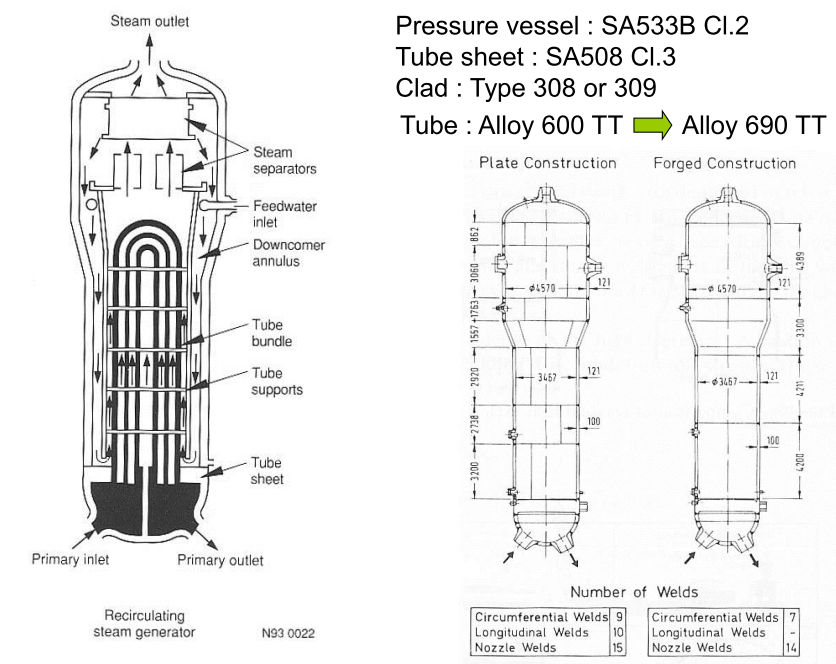 Steam outlet
Steam
separators
Feedwater
inlet
Downcomer
annulus
Tube
bundle
Tube
supports
Tube
sheet
Primary inlet
Primary outlet
Recirculating
steam generator
N93 0022
Pressure vessel : SA533B Cl.2
Tube sheet : SA508 Cl.3
Clad : Type 308 or 309
Tube : Alloy 600 TT Alloy 690 TT
Plate Construction
862
3060
1763
1557
2920
2738
3200
ϕ4570
121
3467
121
100
Forged Construction
ϕ 4570
121
ϕ3467
121
100
4389
3300
4211
4200
Number of Welds
Circumferential Welds 9
Longitudinal Welds 10
Nozzle Welds 15
Circumferential Welds 7
Longitudinal Welds -
Nozzle Welds 14